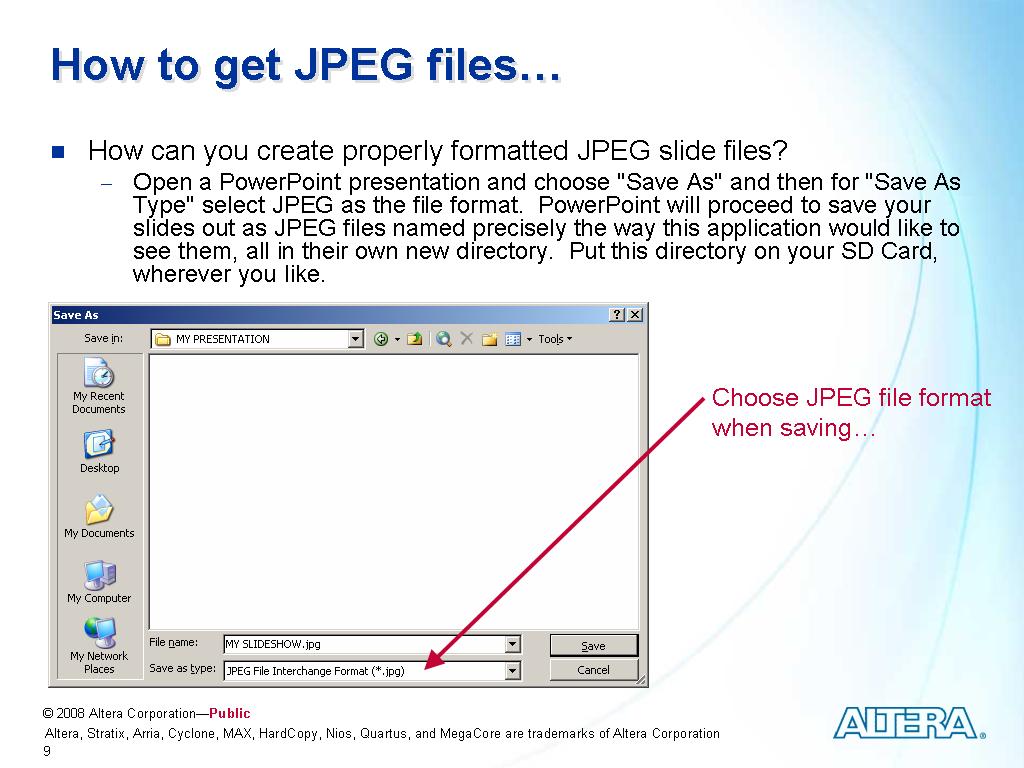 How to get JPEG files…
How can you create properly formatted JPEG slide files?
– Open a PowerPoint presentation and choose "Save As" and then for "Save As
Type" select JPEG as the file format.  PowerPoint will proceed to save your
slides out as JPEG files named precisely the way this application would like to
see them, all in their own new directory.  Put this directory on your SD Card,
wherever you like.
Save As
Save in:
MY PRESENTATION
Tools
My Recent
Documents
Desktop
My Documents
My Computer
My Network
Places
File name:
MY SLIDESHOW.jpg
Save
Save as type:
JPEG File Interchange Format (*.jpg)
Cancel
Choose JPEG file format
when saving…
© 2008 Altera Corporation—Public
Altera, Stratix, Arria, Cyclone, MAX, HardCopy, Nios, Quartus, and MegaCore are trademarks of Altera Corporation
9
ALTERA®